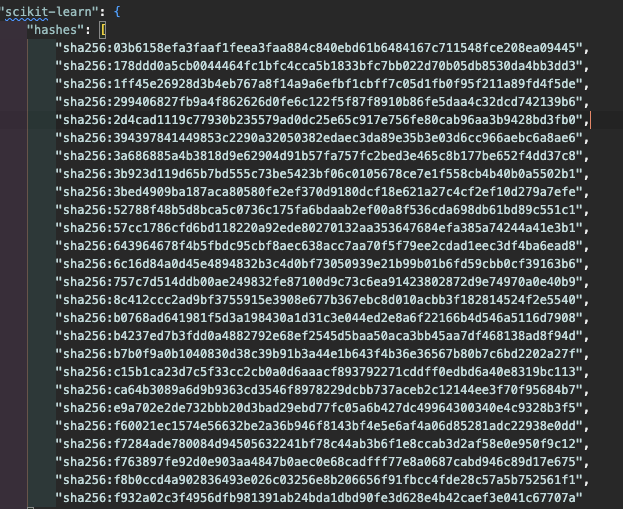 "scikit-learn": {
"hashes": [
"sha256:03b6158efa3faaf1feea3faa884c840ebd61b6484167c711548fce208ea09445",
"sha256:178ddd0a5cb0044464fc1bfc4cca5b1833bfc7bb022d70b05db8530da4bb3dd3",
"sha256:1ff45e26928d3b4eb767a8f14a9a6efbf1cbff7c05d1fb0f95f211a89fd4f5de",
"sha256:299406827fb9a4f862626d0fe6c122f5f87f8910b86fe5daa4c32dcd742139b6",
"sha256:2d4cad1119c77930b235579ad0dc25e65c917e756fe80cab96aa3b9428bd3fb0",
"sha256:394397841449853c2290a32050382edaec3da89e35b3e03d6cc966aebc6a8ae6",
"sha256:3a686885a4b3818d9e62904d91b57fa757fc2bed3e465c8b177be652f4dd37c8",
"sha256:3b923d119d65b7bd555c73be5423bf06c0105678ce7e1f558cb4b40b0a5502b1",
"sha256:3bed4909ba187aca80580fe2ef370d9180dcf18e621a27c4cf2ef10d279a7efe",
"sha256:52788f48b5d8bca5c0736c175fa6bdaab2ef00a8f536cda698db61bd89c551c1",
"sha256:57cc1786cfd6bd118220a92ede80270132aa353647684efa385a74244a41e3b1",
"sha256:643964678f4b5fbdc95cbf8aec638acc7aa70f5f79ee2cdad1eec3df4ba6ead8",
"sha256:6c16d84a0d45e4894832b3c4d0bf73050939e21b99b01b6fd59cbb0cf39163b6",
"sha256:757c7d514ddb00ae249832fe87100d9c73c6ea91423802872d9e74970a0e40b9",
"sha256:8c412ccc2ad9bf3755915e3908e677b367ebc8d010acbb3f182814524f2e5540",
"sha256:b0768ad641981f5d3a198430a1d31c3e044ed2e8a6f22166b4d546a5116d7908",
"sha256:b4237ed7b3fdd0a4882792e68ef2545d5baa50aca3bb45aa7df468138ad8f94d",
"sha256:b7b0f9a0b1040830d38c39b91b3a44e1b643f4b36e36567b80b7c6bd2202a27f",
"sha256:c15b1ca23d7c5f33cc2cb0a0d6aaacf893792271cddff0edbd6a40e8319bc113",
"sha256:ca64b3089a6d9b9363cd3546f8978229dcbb737aceb2c12144ee3f70f95684b7",
"sha256:e9a702e2de732bbb20d3bad29ebd77fc05a6b427dc49964300340e4c9328b3f5",
"sha256:f60021ec1574e56632be2a36b946f8143bf4e5e6af4a06d85281adc22938e0dd",
"sha256:f7284ade780084d94505632241bf78c44ab3b6f1e8ccab3d2af58e0e950f9c12",
"sha256:f763897fe92d0e903aa4847b0aec0e68cadfff77e8a0687cabd946c89d17e675",
"sha256:f8b0ccd4a902836493e026c03256e8b206656f91fbcc4fde28c57a5b752561f1",
"sha256:f932a02c3f4956dfb981391ab24bda1dbd90fe3d628e4b42caef3e041c67707a"